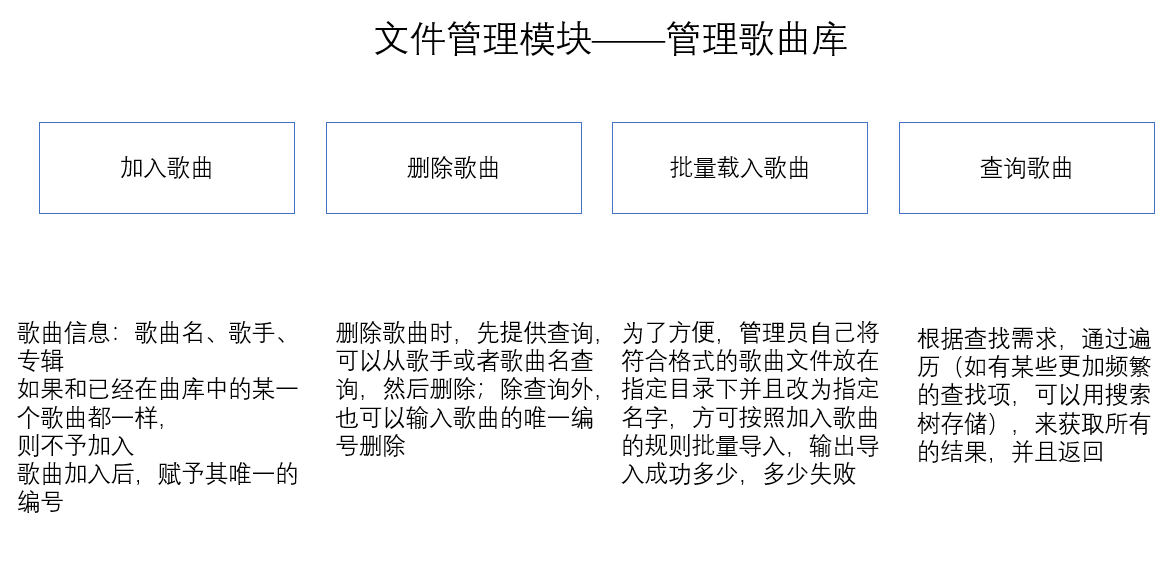 文件管理模块——管理歌曲库
加入歌曲
删除歌曲
批量载入歌曲
查询歌曲
歌曲信息：歌曲名、歌手、
专辑
如果和已经在曲库中的某一
个歌曲都一样，
则不予加入
歌曲加入后，赋予其唯一的
编号
删除歌曲时，先提供查询，
可以从歌手或者歌曲名查
询，然后删除；除查询外，
也可以输入歌曲的唯一编
号删除
为了方便，管理员自己将
符合格式的歌曲文件放在
指定目录下并且改为指定
名字，方可按照加入歌曲
的规则批量导入，输出导
入成功多少，多少失败
根据查找需求，通过遍
历（如有某些更加频繁
的查找项，可以用搜索
树存储），来获取所有
的结果，并且返回